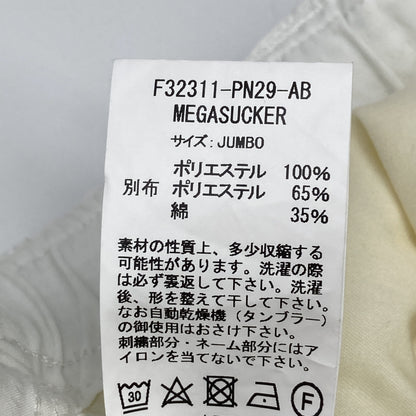 F32311-PN29-AB
MEGASUCKER
サイズ: JUMBO
ポリエステル 100%
別布 ポリエステル 65%
綿 35%
素材の性質上、多少収縮する
可能性があります。洗濯の際
は必ず裏返して下さい。洗濯
後、形を整えて干して下さい。
なお自動乾燥機（タンブラー）
の御使用はおさけ下さい。
刺繍部分・ネーム部分にはア
イロンを当てないで下さい。
30
F